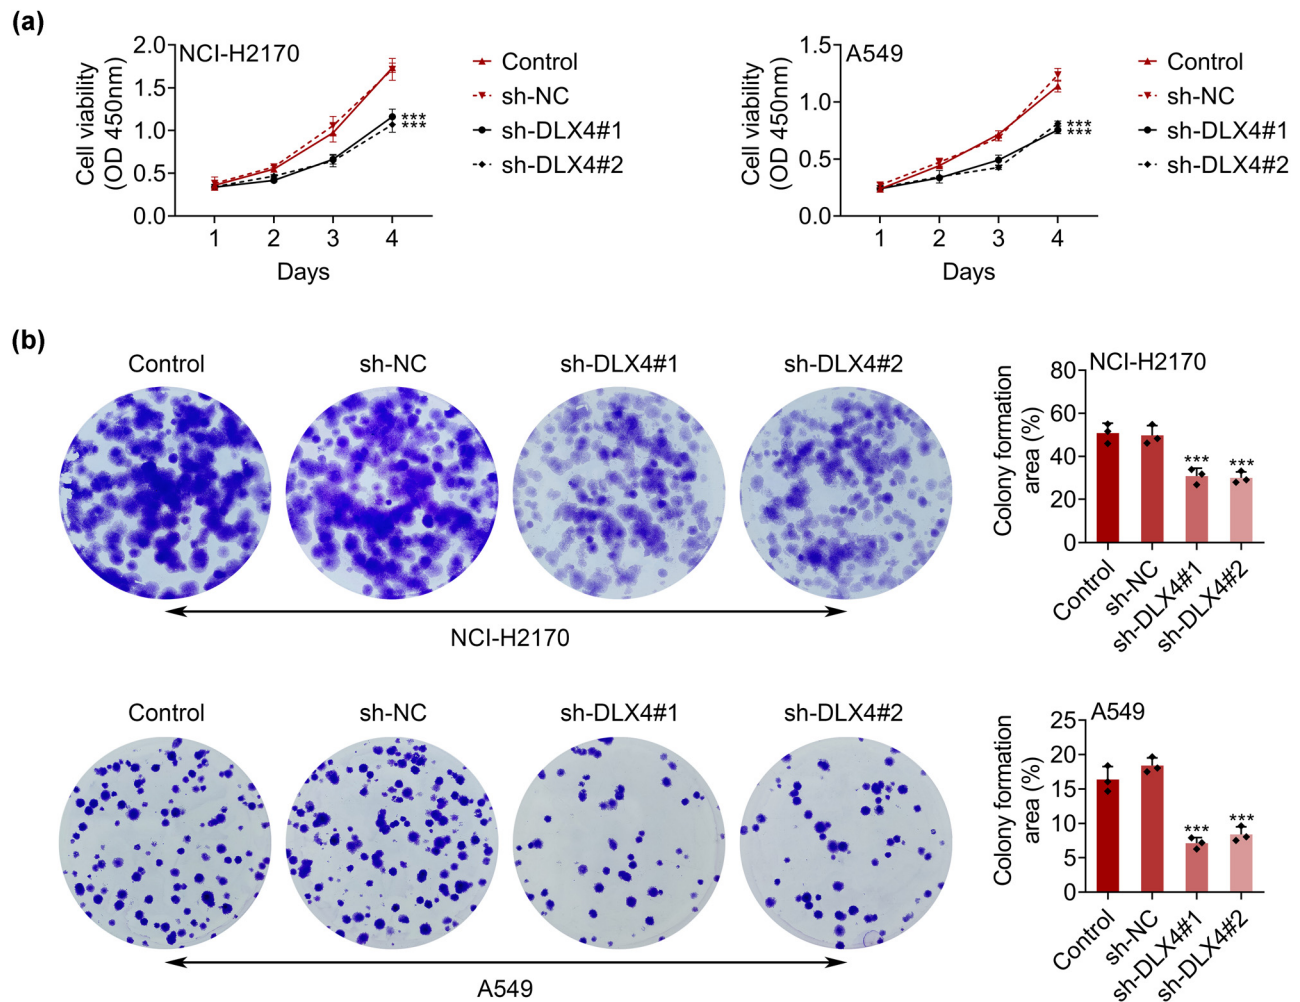 (a)
NCI-H2170
Cell viability
(OD 450nm)
2.0
1.5
1.0
0.5
0.0
1 2 3 4
Days
***
***
Control
sh-NC
sh-DLX4#1
sh-DLX4#2
A549
Cell viability
(OD 450nm)
1.5
1.0
0.5
0.0
1 2 3 4
Days
***
***
Control
sh-NC
sh-DLX4#1
sh-DLX4#2
(b)
Control sh-NC sh-DLX4#1 sh-DLX4#2
NCI-H2170
NCI-H2170
Colony formation
area (%)
80
60
40
20
0
*** ***
Control sh-NC sh-DLX4#1 sh-DLX4#2
Control sh-NC sh-DLX4#1 sh-DLX4#2
A549
A549
Colony formation
area (%)
25
20
15
10
5
0
*** ***
Control sh-NC sh-DLX4#1 sh-DLX4#2